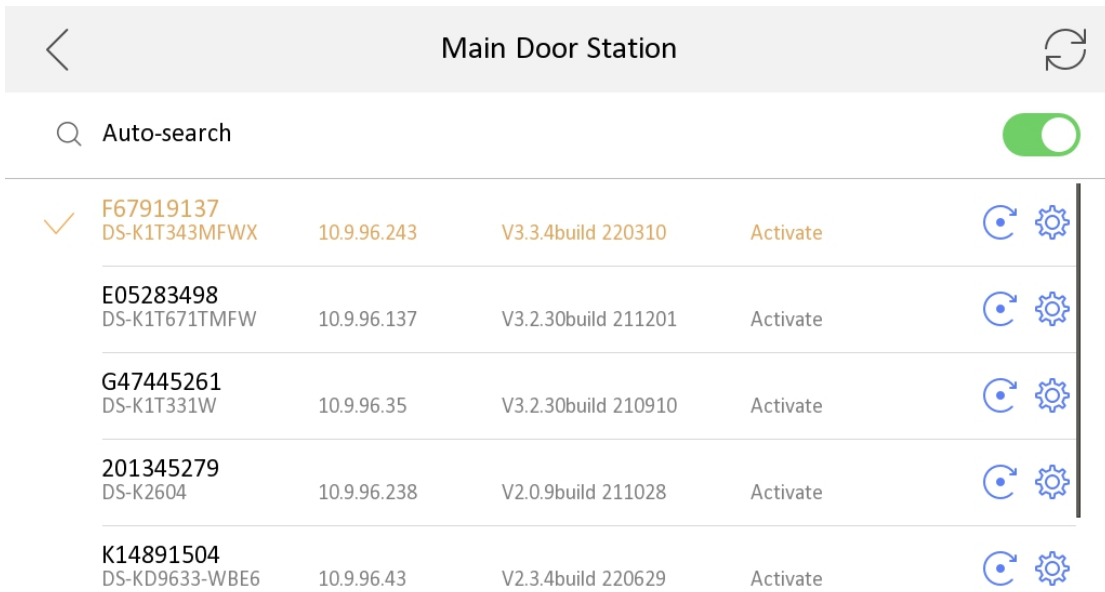 Main Door Station
Auto-search
F67919137
DS-K1T343MFWX 10.9.96.243 V3.3.4build 220310 Activate
E05283498
DS-K1T671TMFW 10.9.96.137 V3.2.30build 211201 Activate
G47445261
DS-K1T331W 10.9.96.35 V3.2.30build 210910 Activate
201345279
DS-K2604 10.9.96.238 V2.0.9build 211028 Activate
K14891504
DS-KD9633-WBE6 10.9.96.43 V2.3.4build 220629 Activate